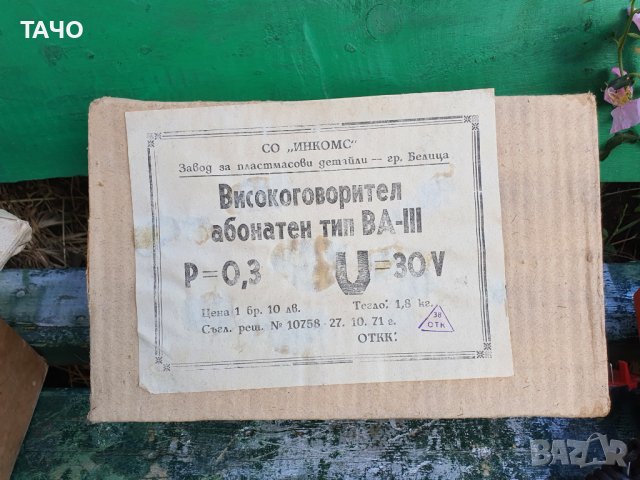 ТАЧО
СО „ИНКОМС"
Завод за пластмасови детайли — гр. Белица
Високоговорител
абонатен тип ВА-III
P=0,3 U=30V
Цена 1 бр. 10 лв. Тегло: 1,8 кг.
Съгл. реш. № 10758-27. 10. 71 г.
ОТКК:
38
ОТК
BAZAR